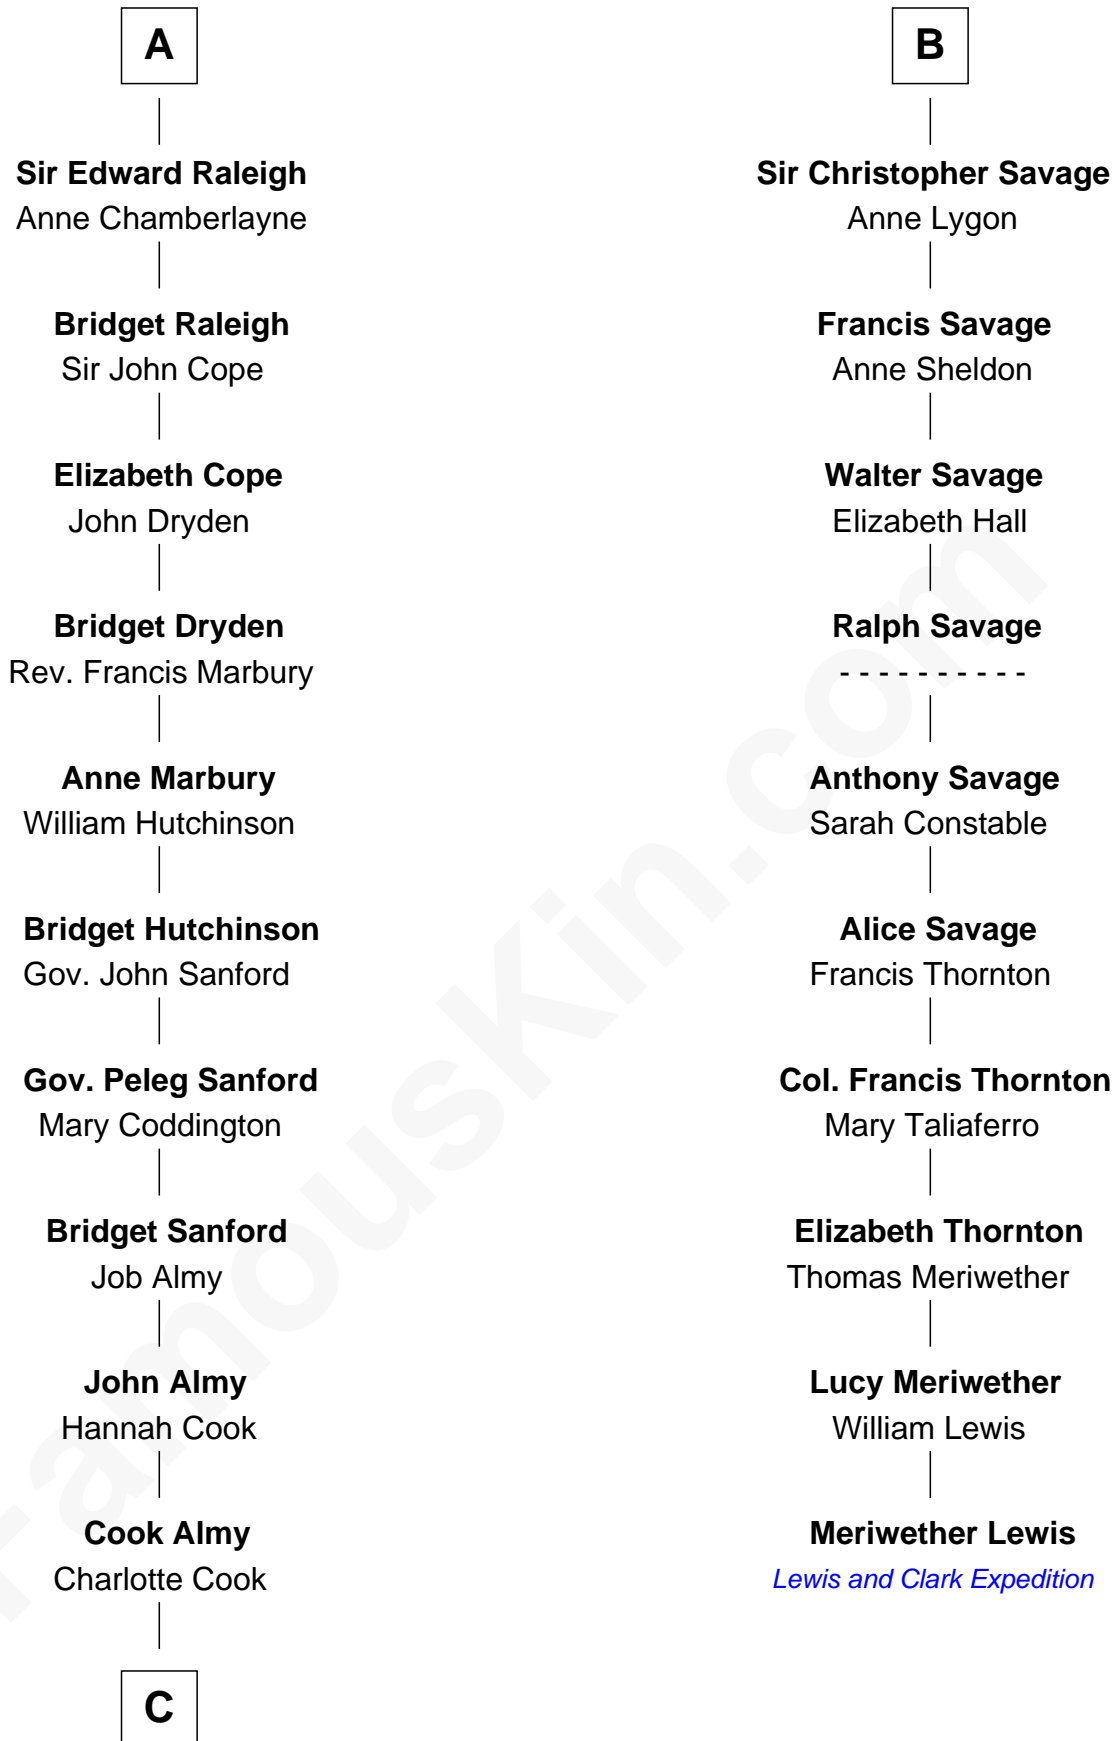 A
Sir Edward Raleigh
Anne Chamberlayne
Bridget Raleigh
Sir John Cope
Elizabeth Cope
John Dryden
Bridget Dryden
Rev. Francis Marbury
Anne Marbury
William Hutchinson
Bridget Hutchinson
Gov. John Sanford
Gov. Peleg Sanford
Mary Coddington
Bridget Sanford
Job Almy
John Almy
Hannah Cook
Cook Almy
Charlotte Cook
C
B
Sir Christopher Savage
Anne Lygon
Francis Savage
Anne Sheldon
Walter Savage
Elizabeth Hall
Ralph Savage
- - - - - - - - - -
Anthony Savage
Sarah Constable
Alice Savage
Francis Thornton
Col. Francis Thornton
Mary Taliaferro
Elizabeth Thornton
Thomas Meriwether
Lucy Meriwether
William Lewis
Meriwether Lewis
Lewis and Clark Expedition
FamousKin.com